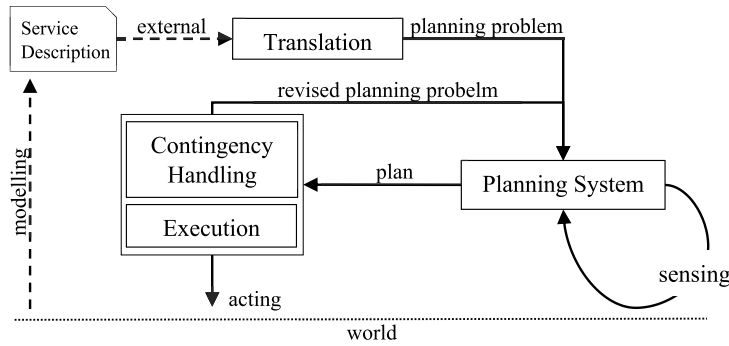 Service
Description
external
Translation
planning problem
revised planning probelm
Contingency
Handling
Execution
plan
Planning System
modelling
sensing
acting
world